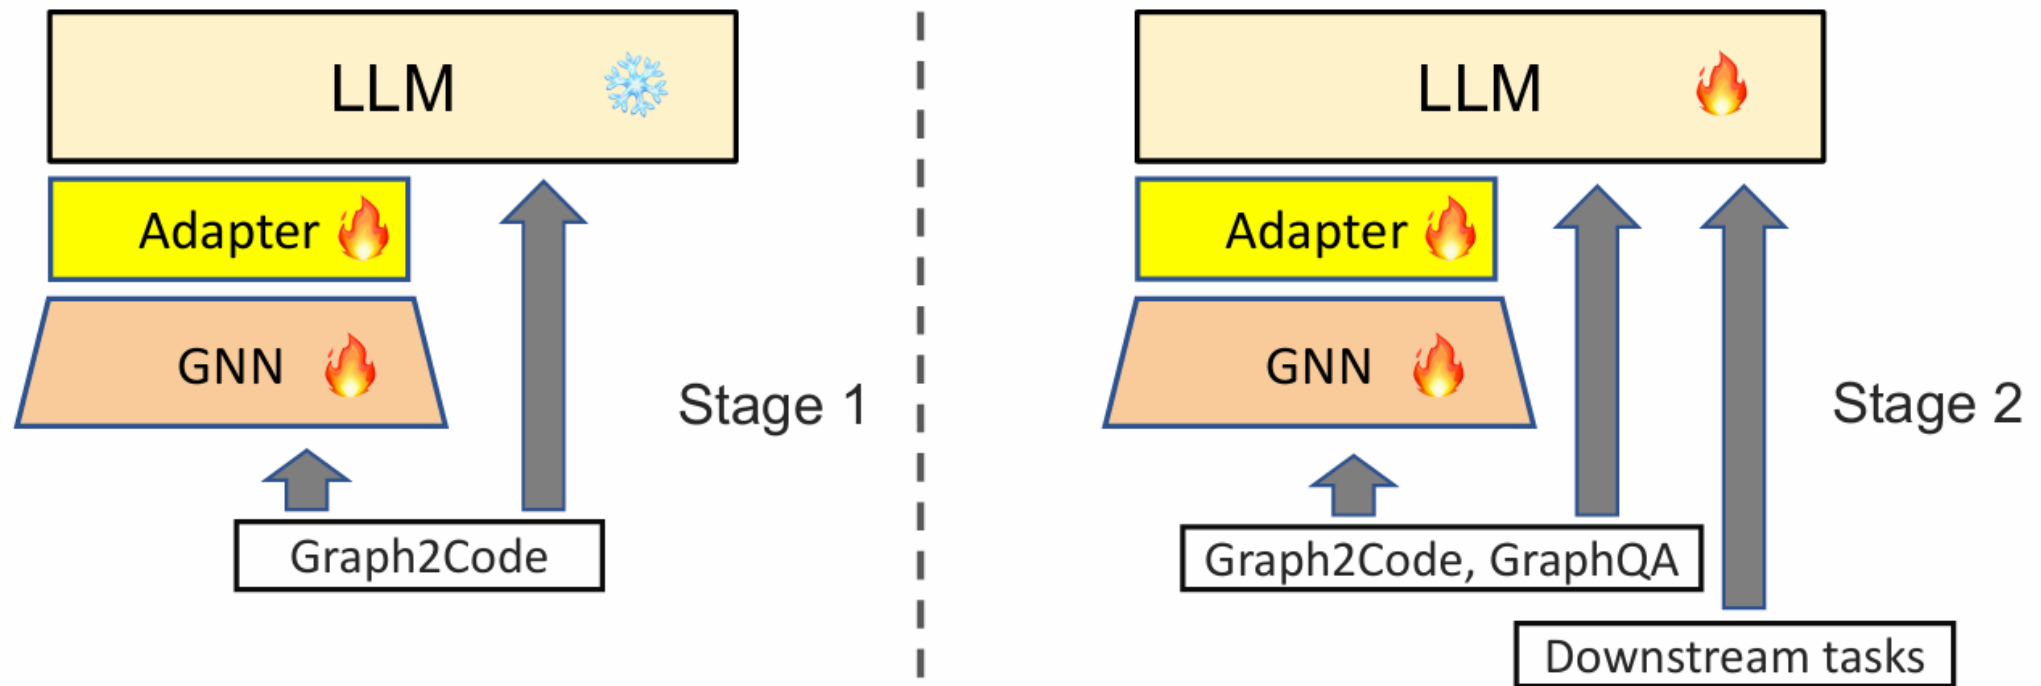 LLM
Adapter
GNN
Stage 1
Graph2Code
LLM
Adapter
GNN
Stage 2
Graph2Code, GraphQA
Downstream tasks